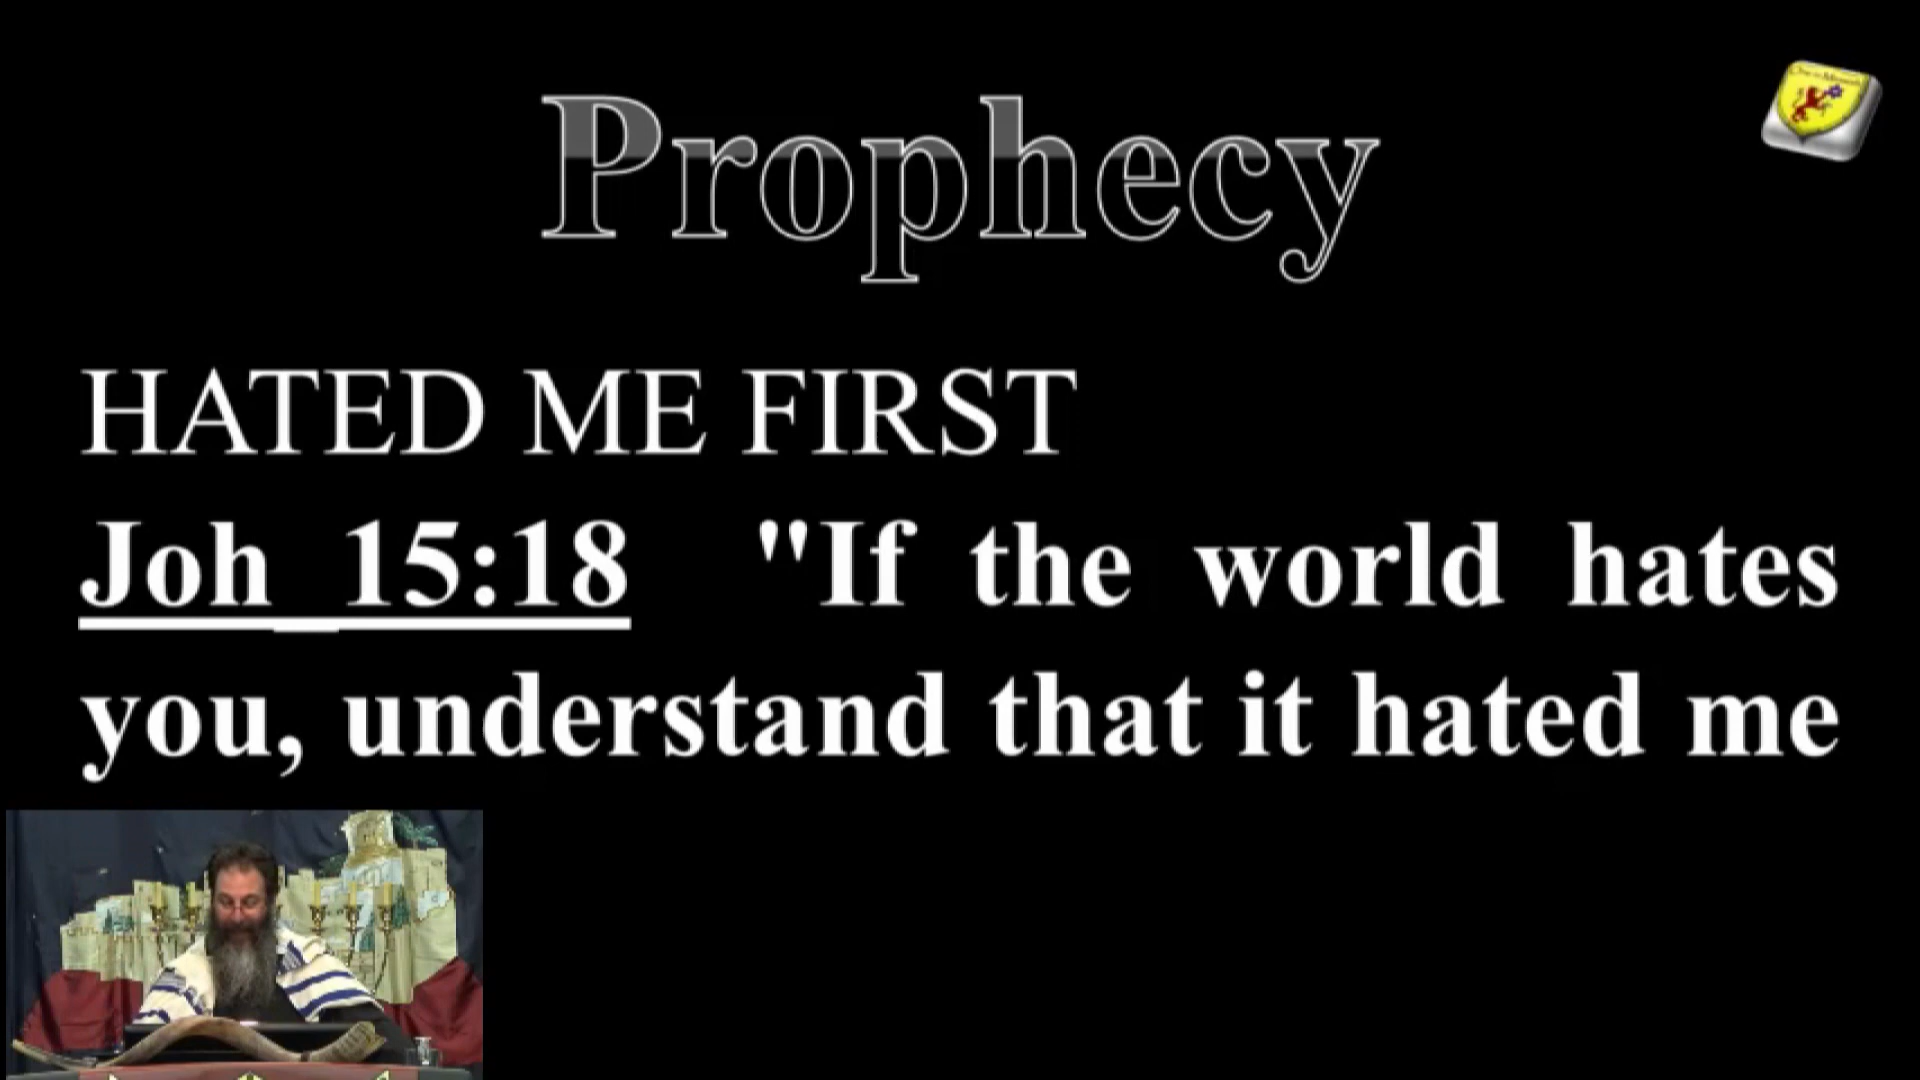 Prophecy
HATED ME FIRST
Joh_15:18 "If the world hates
you, understand that it hated me